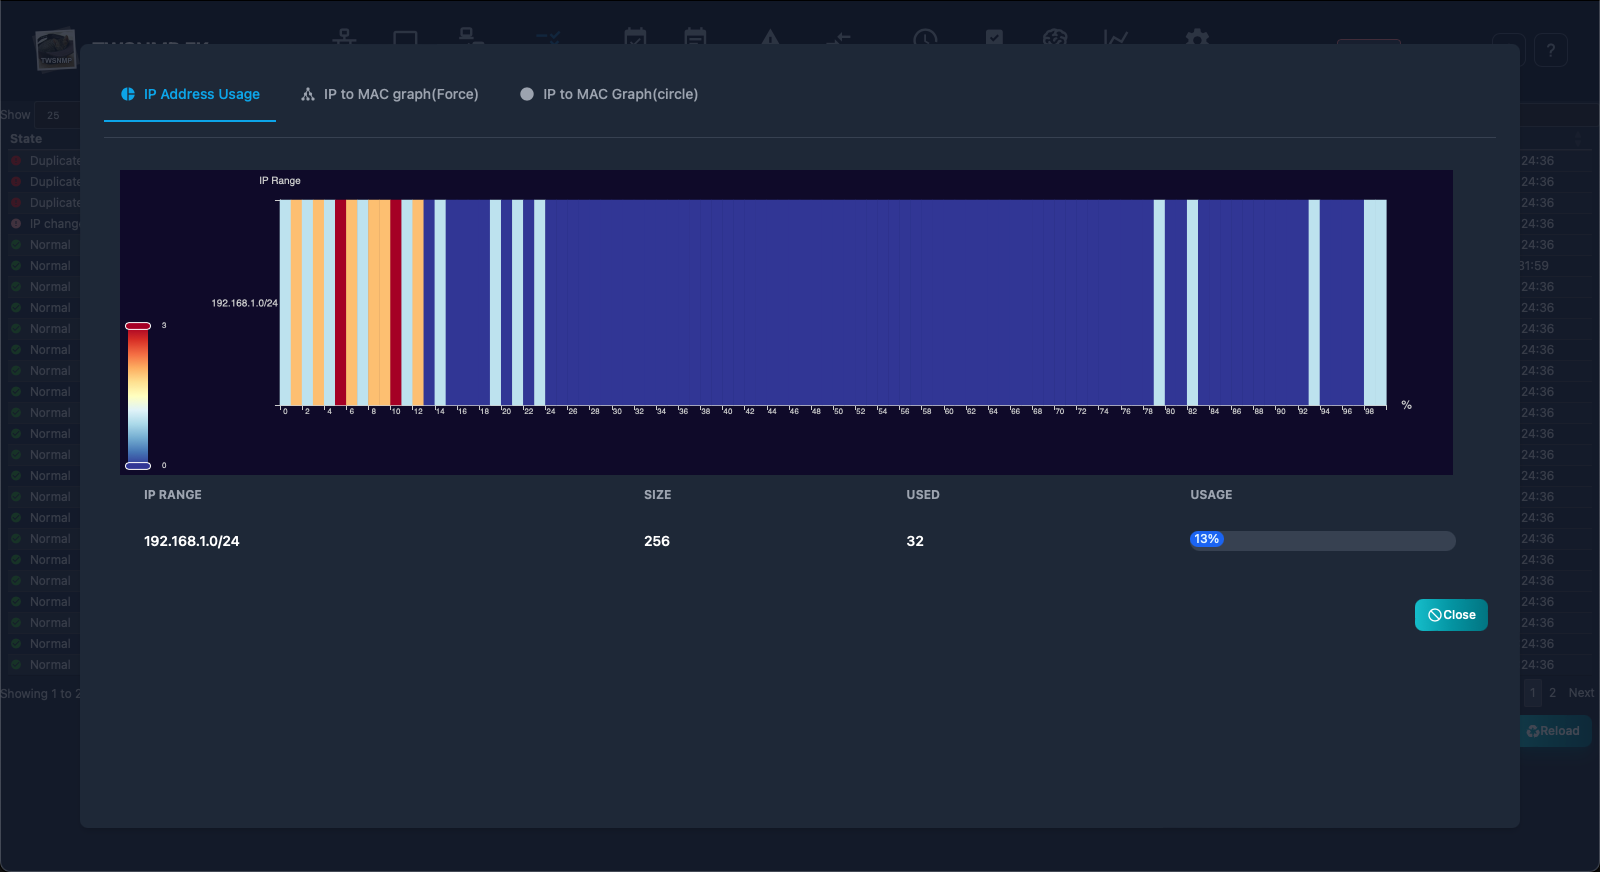 TWSNMP
TWSNMP FK
?
IP Address Usage
IP to MAC graph(Force)
IP to MAC Graph(circle)
Show
25
State
Duplicate
24:36
Duplicate
24:36
Duplicate
24:36
IP chang
24:36
Normal
24:36
Normal
31:59
Normal
24:36
Normal
24:36
Normal
24:36
Normal
24:36
Normal
24:36
Normal
24:36
Normal
24:36
Normal
24:36
Normal
24:36
Normal
24:36
Normal
24:36
Normal
24:36
Normal
24:36
Normal
24:36
Normal
24:36
Normal
24:36
Normal
24:36
Normal
24:36
Normal
24:36
Showing 1 to 2
1 2 Next
Reload
IP Range
192.168.1.0/24
3
0
0 2 4 6 8 10 12 14 16 18 20 22 24 26 28 30 32 34 36 38 40 42 44 46 48 50 52 54 56 58 60 62 64 66 68 70 72 74 76 78 80 82 84 86 88 90 92 94 96 98
%
IP RANGE SIZE USED USAGE
192.168.1.0/24 256 32 13%
Close